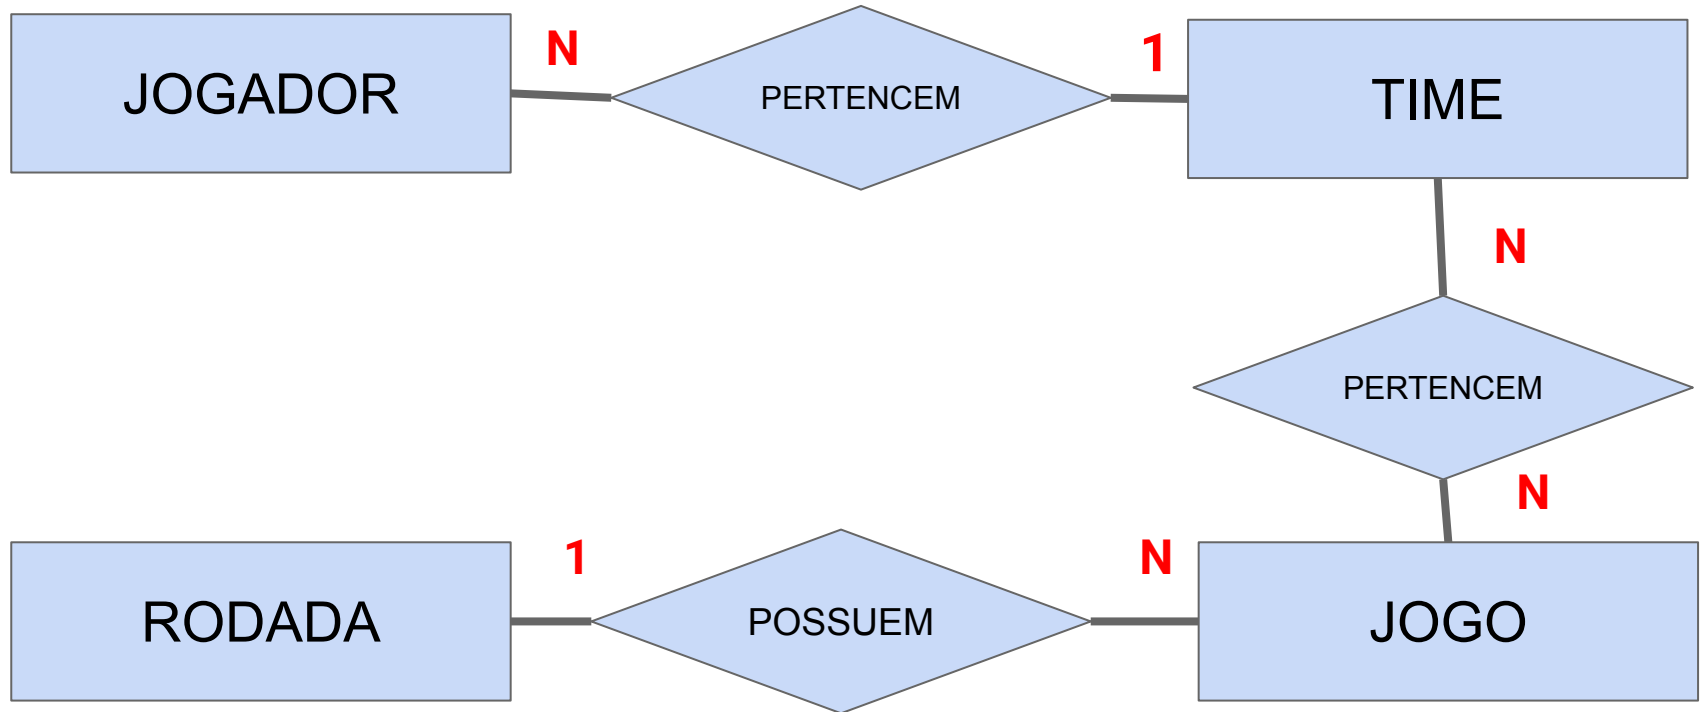 JOGADOR
N
PERTENCEM
1
TIME
N
PERTENCEM
N
RODADA
1
POSSUEM
N
JOGO